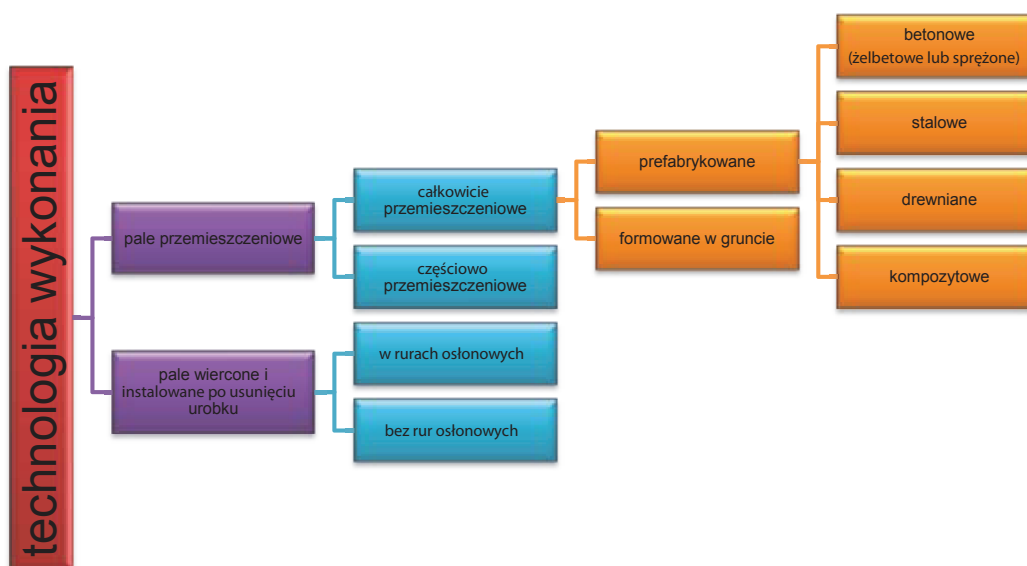 technologia wykonania
pale przemieszczeniowe
pale wiercone i
instalowane po usunięciu
urobku
całkowicie
przemieszczeniowe
częściowo
przemieszczeniowe
w rurach osłonowych
bez rur osłonowych
prefabrykowane
formowane w gruncie
betonowe
(żelbetowe lub sprężone)
stalowe
drewniane
kompozytowe